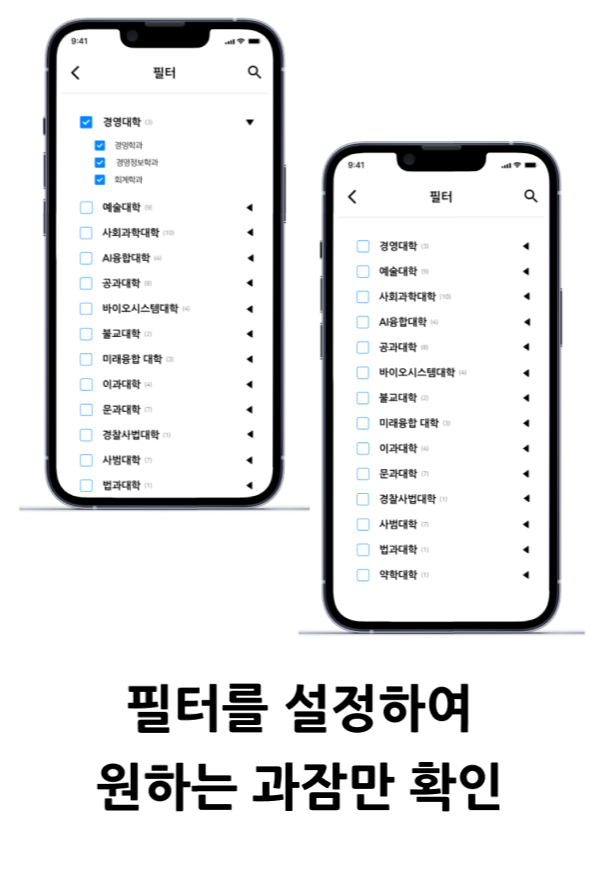 9:41
필터
경영대학 (3)
경영학과
경영정보학과
회계학과
예술대학 (9)
사회과학대학 (10)
AI융합대학 (4)
공과대학 (8)
바이오시스템대학 (4)
불교대학 (2)
미래융합 대학 (3)
이과대학 (4)
문과대학 (7)
경찰사법대학 (1)
사범대학 (7)
법과대학 (1)
9:41
필터
경영대학 (3)
예술대학 (9)
사회과학대학 (10)
AI융합대학 (4)
공과대학 (8)
바이오시스템대학 (4)
불교대학 (2)
미래융합 대학 (3)
이과대학 (4)
문과대학 (7)
경찰사법대학 (1)
사범대학 (7)
법과대학 (1)
약학대학 (1)
필터를 설정하여
원하는 과잠만 확인